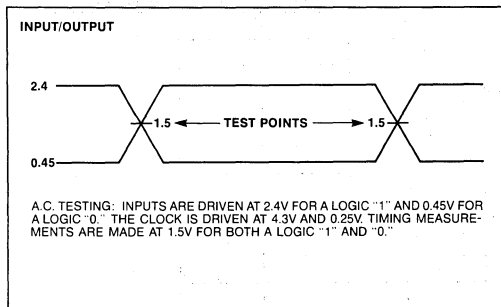 INPUT/OUTPUT
2.4
1.5 TEST POINTS 1.5
0.45
A.C. TESTING: INPUTS ARE DRIVEN AT 2.4V FOR A LOGIC "1" AND 0.45V FOR
A LOGIC "0." THE CLOCK IS DRIVEN AT 4.3V AND 0.25V. TIMING MEASURE-
MENTS ARE MADE AT 1.5V FOR BOTH A LOGIC "1" AND "0."